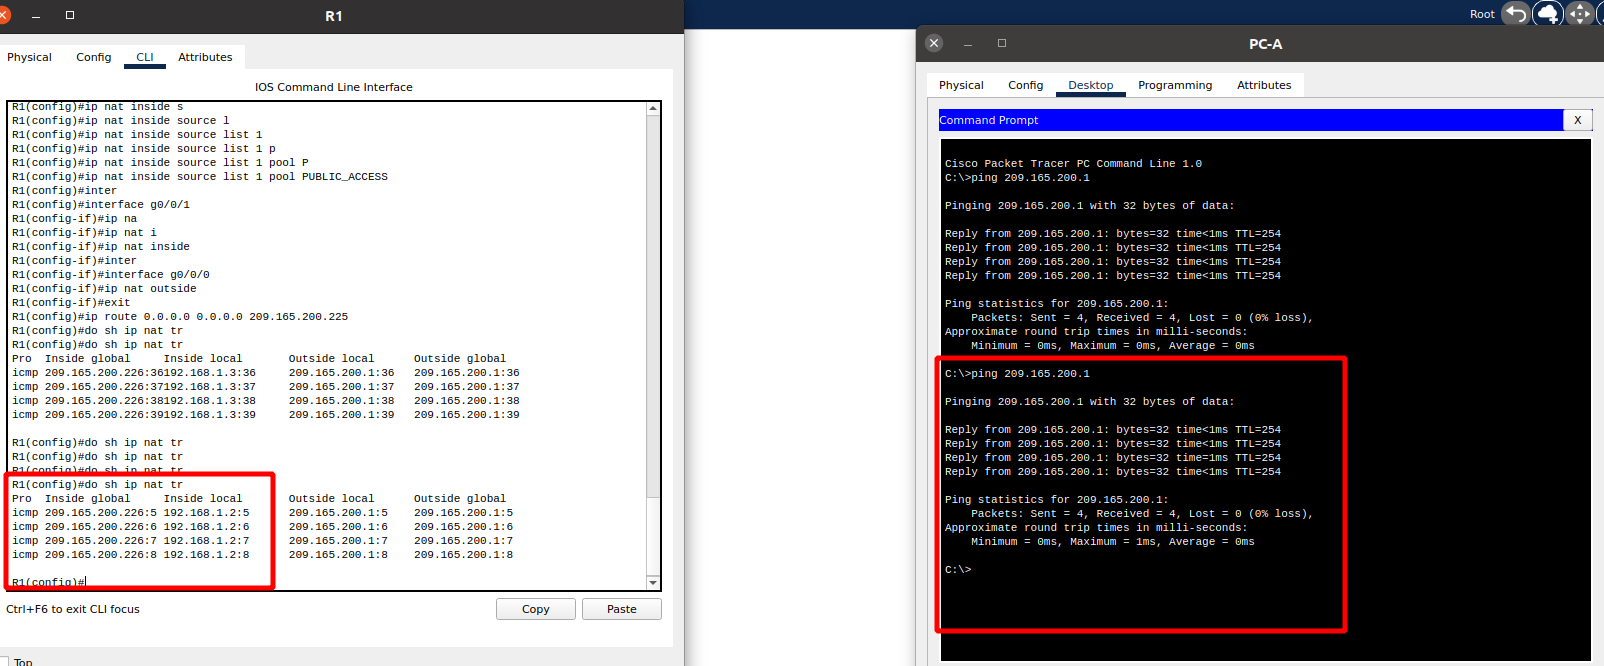 R1
Physical Config CLI Attributes
IOS Command Line Interface
R1(config)#ip nat inside s
R1(config)#ip nat inside source l
R1(config)#ip nat inside source list 1
R1(config)#ip nat inside source list 1 p
R1(config)#ip nat inside source list 1 pool P
R1(config)#ip nat inside source list 1 pool PUBLIC_ACCESS
R1(config)#inter
R1(config)#interface g0/0/1
R1(config-if)#ip na
R1(config-if)#ip nat i
R1(config-if)#ip nat inside
R1(config-if)#inter
R1(config-if)#interface g0/0/0
R1(config-if)#ip nat outside
R1(config-if)#exit
R1(config)#ip route 0.0.0.0 0.0.0.0 209.165.200.225
R1(config)#do sh ip nat tr
R1(config)#do sh ip nat tr
Pro Inside global Inside local Outside local Outside global
icmp 209.165.200.226:36192.168.1.3:36 209.165.200.1:36 209.165.200.1:36
icmp 209.165.200.226:37192.168.1.3:37 209.165.200.1:37 209.165.200.1:37
icmp 209.165.200.226:38192.168.1.3:38 209.165.200.1:38 209.165.200.1:38
icmp 209.165.200.226:39192.168.1.3:39 209.165.200.1:39 209.165.200.1:39
R1(config)#do sh ip nat tr
R1(config)#do sh ip nat tr
R1(config)#do sh ip nat tr
R1(config)#do sh ip nat tr
Pro Inside global Inside local Outside local Outside global
icmp 209.165.200.226:5 192.168.1.2:5 209.165.200.1:5 209.165.200.1:5
icmp 209.165.200.226:6 192.168.1.2:6 209.165.200.1:6 209.165.200.1:6
icmp 209.165.200.226:7 192.168.1.2:7 209.165.200.1:7 209.165.200.1:7
icmp 209.165.200.226:8 192.168.1.2:8 209.165.200.1:8 209.165.200.1:8
R1(config)#
Ctrl+F6 to exit CLI focus
Copy Paste
Top
Root
PC-A
Physical Config Desktop Programming Attributes
Command Prompt X
Cisco Packet Tracer PC Command Line 1.0
C:\>ping 209.165.200.1
Pinging 209.165.200.1 with 32 bytes of data:
Reply from 209.165.200.1: bytes=32 time<1ms TTL=254
Reply from 209.165.200.1: bytes=32 time<1ms TTL=254
Reply from 209.165.200.1: bytes=32 time<1ms TTL=254
Reply from 209.165.200.1: bytes=32 time<1ms TTL=254
Ping statistics for 209.165.200.1:
Packets: Sent = 4, Received = 4, Lost = 0 (0% loss),
Approximate round trip times in milli-seconds:
Minimum = 0ms, Maximum = 0ms, Average = 0ms
C:\>ping 209.165.200.1
Pinging 209.165.200.1 with 32 bytes of data:
Reply from 209.165.200.1: bytes=32 time<1ms TTL=254
Reply from 209.165.200.1: bytes=32 time<1ms TTL=254
Reply from 209.165.200.1: bytes=32 time=1ms TTL=254
Reply from 209.165.200.1: bytes=32 time<1ms TTL=254
Ping statistics for 209.165.200.1:
Packets: Sent = 4, Received = 4, Lost = 0 (0% loss),
Approximate round trip times in milli-seconds:
Minimum = 0ms, Maximum = 1ms, Average = 0ms
C:\>